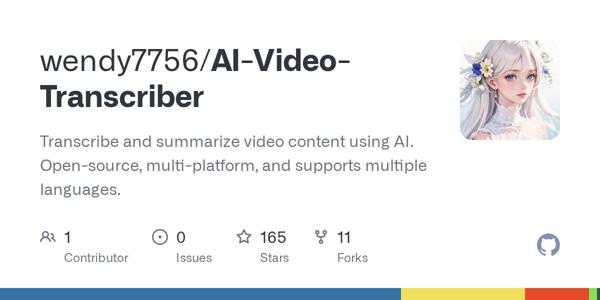 wendy7756/AI-Video-
Transcriber
Transcribe and summarize video content using AI.
Open-source, multi-platform, and supports multiple
languages.
1 0 165 11
Contributor Issues Stars Forks